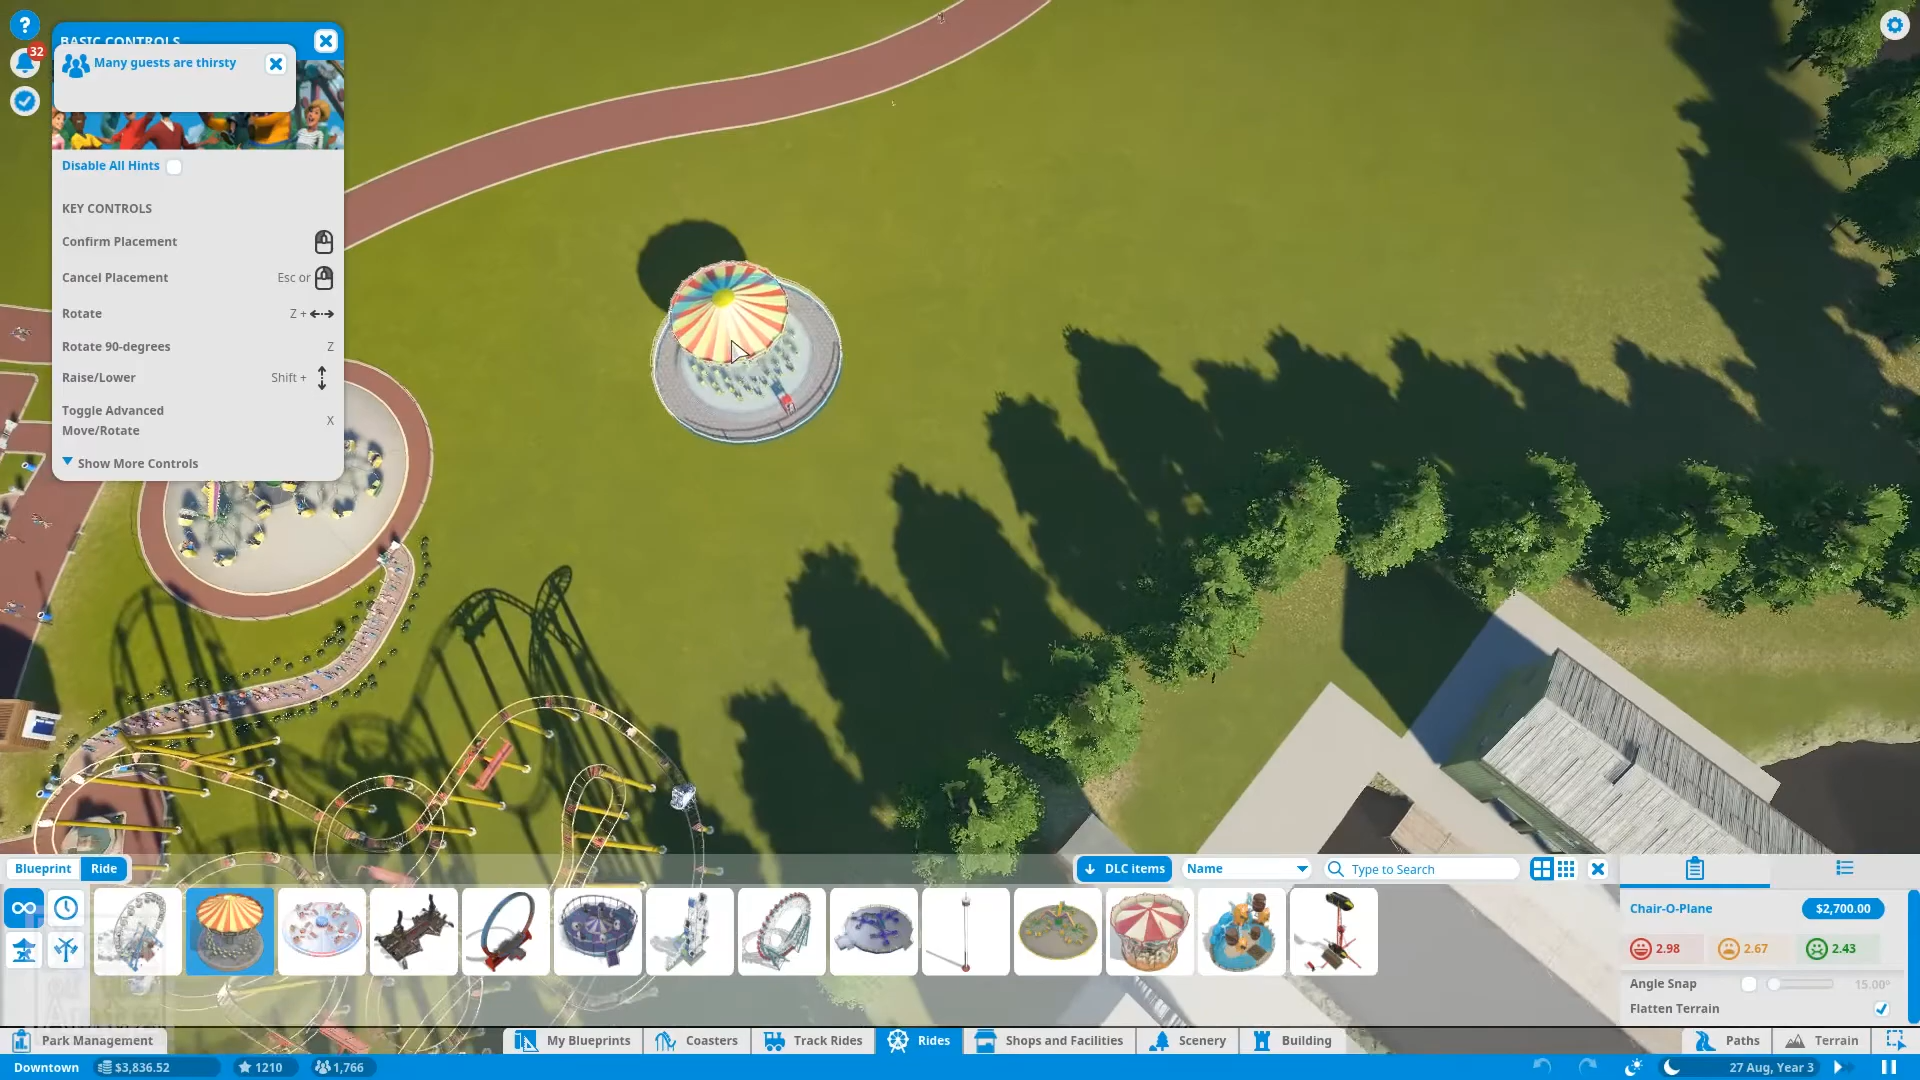 ?
BASIC CONTROLS
32
Many guests are thirsty
Disable All Hints
KEY CONTROLS
Confirm Placement
Cancel Placement Esc or
Rotate Z +
Rotate 90-degrees Z
Raise/Lower Shift +
Toggle Advanced
Move/Rotate X
Show More Controls
Blueprint Ride
DLC items Name Type to Search
Chair-O-Plane $2,700.00
2.98 2.67 2.43
Angle Snap 15.00°
Flatten Terrain
Park Management My Blueprints Coasters Track Rides Rides Shops and Facilities Scenery Building Paths Terrain
Downtown $3,836.52 1210 1,766 27 Aug, Year 3